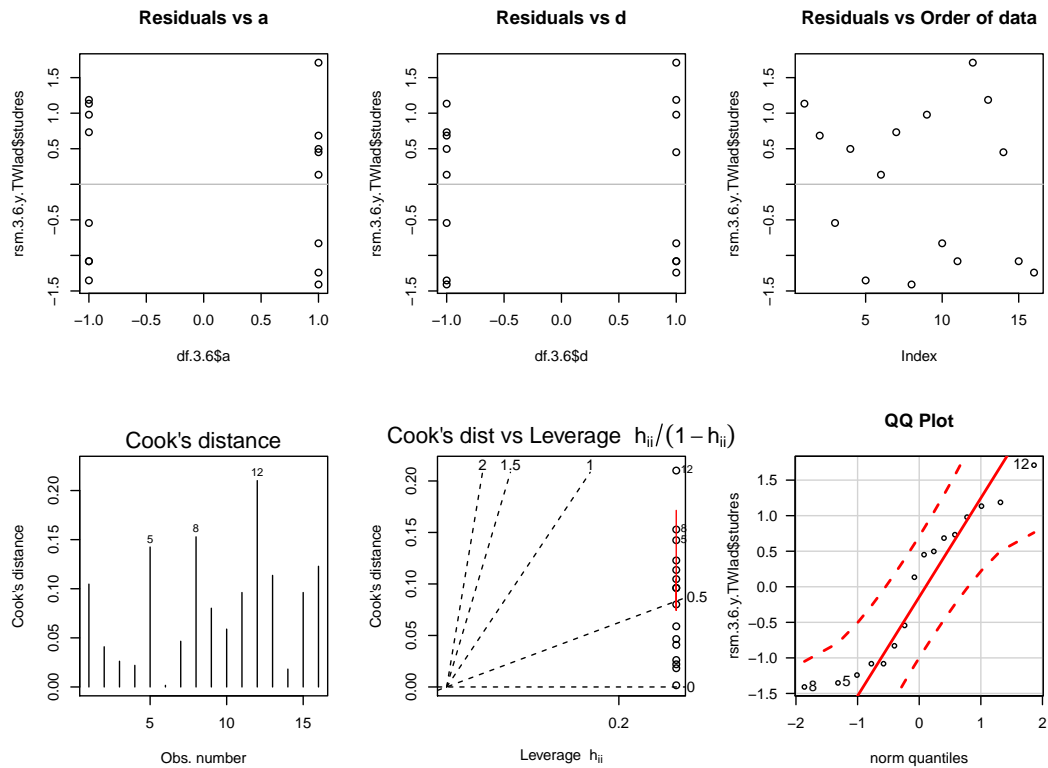 Residuals vs a
Residuals vs d
Residuals vs Order of data
rsm.3.6.y.TWlad$studres
−1.5 −0.5 0.5 1.0 1.5
−1.0 −0.5 0.0 0.5 1.0
df.3.6$a
rsm.3.6.y.TWlad$studres
−1.5 −0.5 0.5 1.0 1.5
−1.0 −0.5 0.0 0.5 1.0
df.3.6$d
rsm.3.6.y.TWlad$studres
−1.5 −0.5 0.5 1.0 1.5
5 10 15
Index
Cook's distance
Cook's distance
0.00 0.05 0.10 0.15 0.20
5 8 12
5 10 15
Obs. number
Cook's dist vs Leverage hii/(1 − hii)
Cook's distance
0.00 0.05 0.10 0.15 0.20
2 1.5 1
0.5
0
12
8
5
0.2
Leverage hii
QQ Plot
rsm.3.6.y.TWlad$studres
−1.5 −1.0 −0.5 0.0 0.5 1.0 1.5
12
8 5
−2 −1 0 1 2
norm quantiles